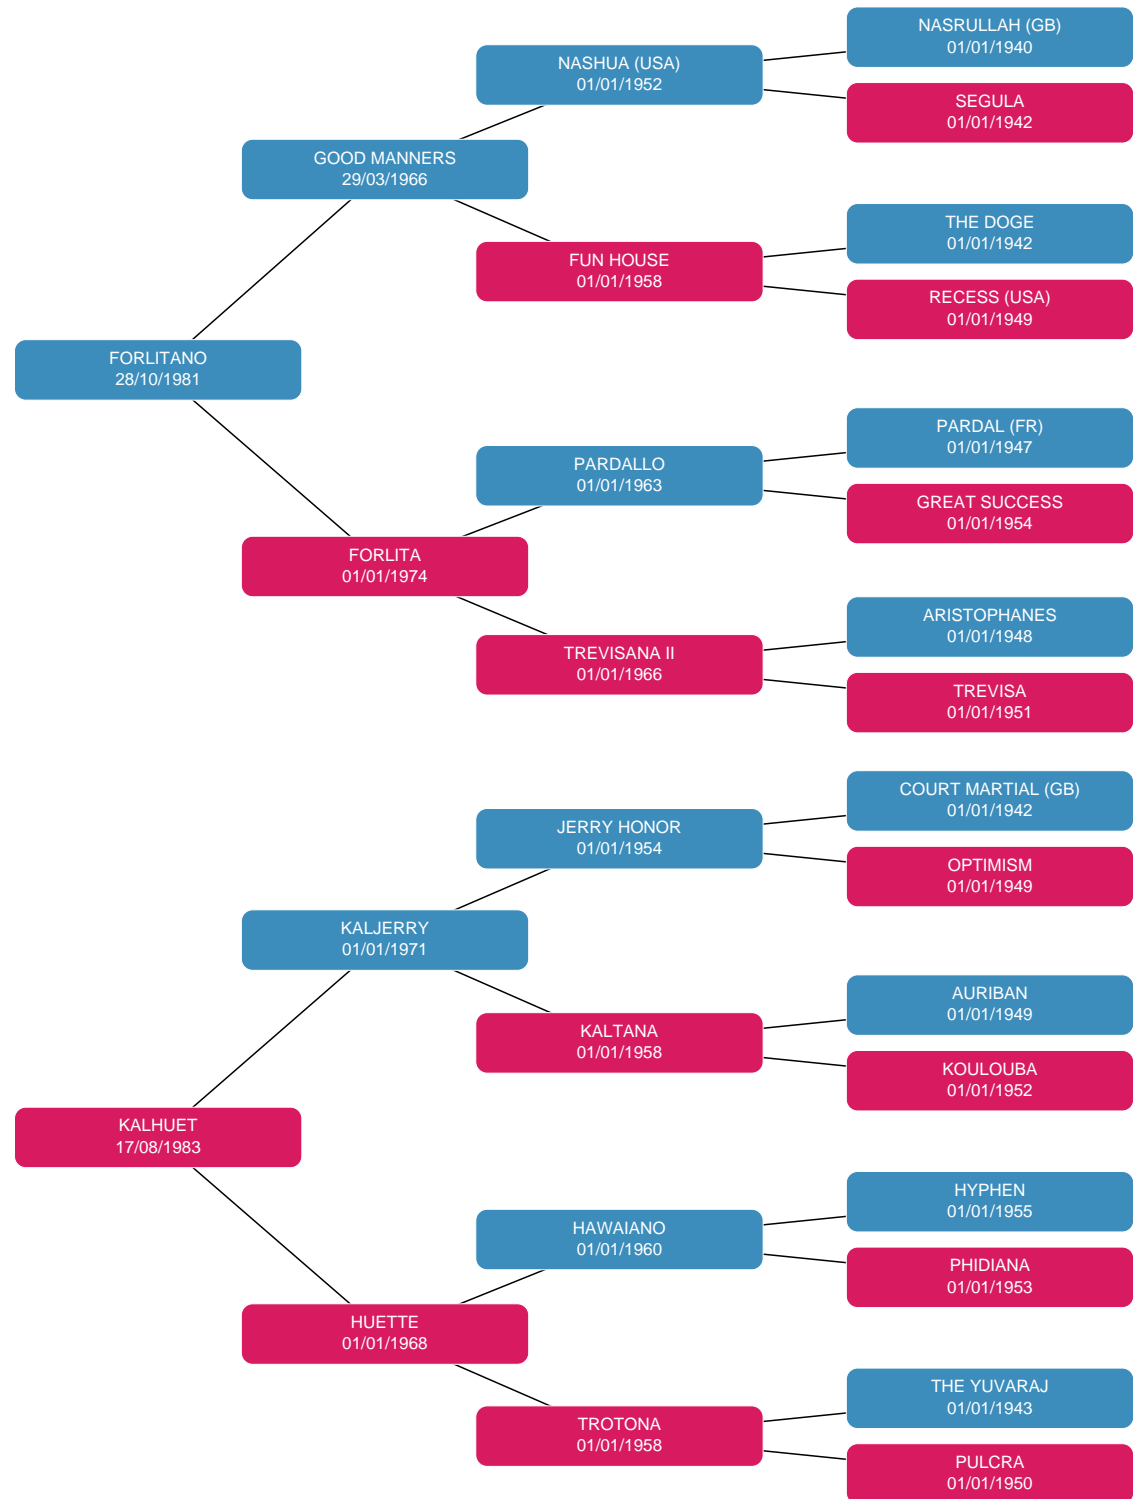 NASRULLAH (GB)
01/01/1940
NASHUA (USA)
01/01/1952
SEGULA
01/01/1942
GOOD MANNERS
29/03/1966
THE DOGE
01/01/1942
FUN HOUSE
01/01/1958
RECESS (USA)
01/01/1949
FORLITANO
28/10/1981
PARDAL (FR)
01/01/1947
PARDALLO
01/01/1963
GREAT SUCCESS
01/01/1954
FORLITA
01/01/1974
ARISTOPHANES
01/01/1948
TREVISANA II
01/01/1966
TREVISA
01/01/1951
COURT MARTIAL (GB)
01/01/1942
JERRY HONOR
01/01/1954
OPTIMISM
01/01/1949
KALJERRY
01/01/1971
AURIBAN
01/01/1949
KALTANA
01/01/1958
KOULOUBA
01/01/1952
KALHUET
17/08/1983
HYPHEN
01/01/1955
HAWAIANO
01/01/1960
PHIDIANA
01/01/1953
HUETTE
01/01/1968
THE YUVARAJ
01/01/1943
TROTONA
01/01/1958
PULCRA
01/01/1950